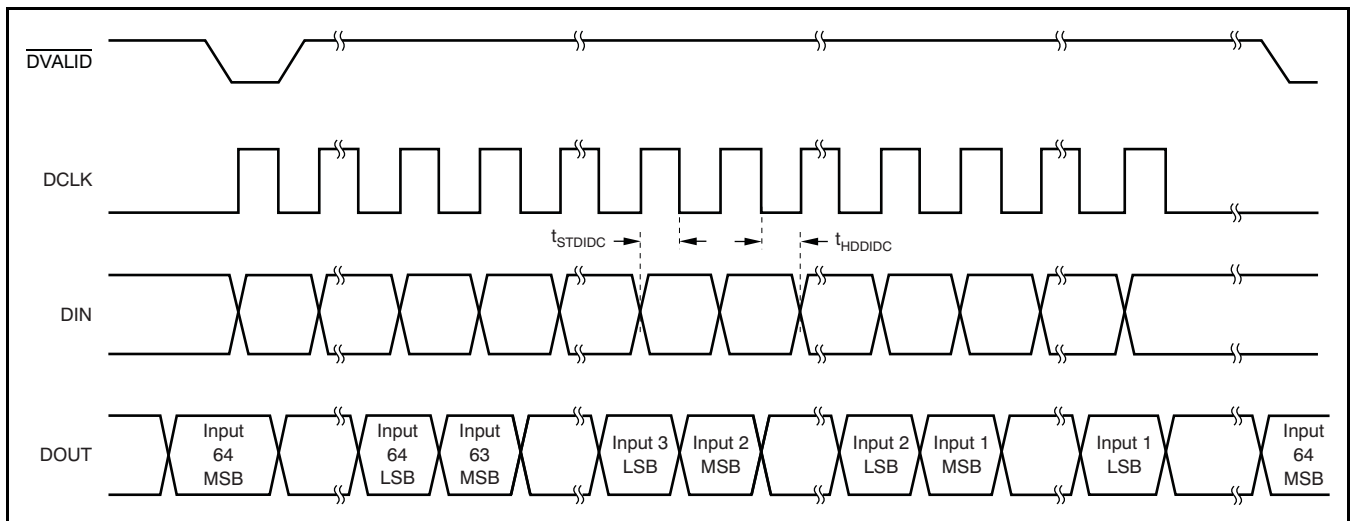 DVALID
DCLK
tSTDIDC
tHDDIDC
DIN
DOUT
Input
64
MSB
Input
64
LSB
Input
63
MSB
Input 3
LSB
Input 2
MSB
Input 2
LSB
Input 1
MSB
Input 1
LSB
Input
64
MSB